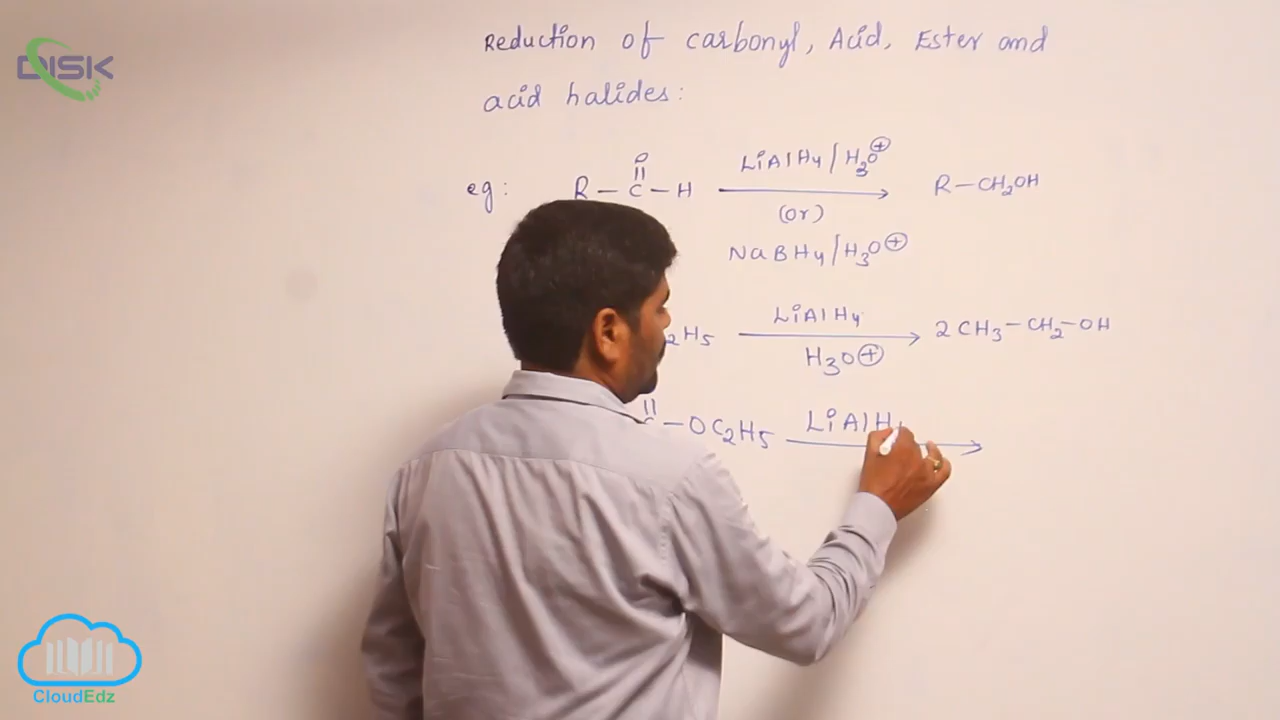 DISK
Reduction of carbonyl, Acid, Ester and
acid halides:
O
eg: R - C - H LiAlH4 / H3O⊕ R - CH2OH
(or)
NaBH4 / H3O⊕
2H5 LiAlH4 2 CH3 - CH2 - OH
H3O⊕
C - OC2H5 LiAlH
CloudEdz